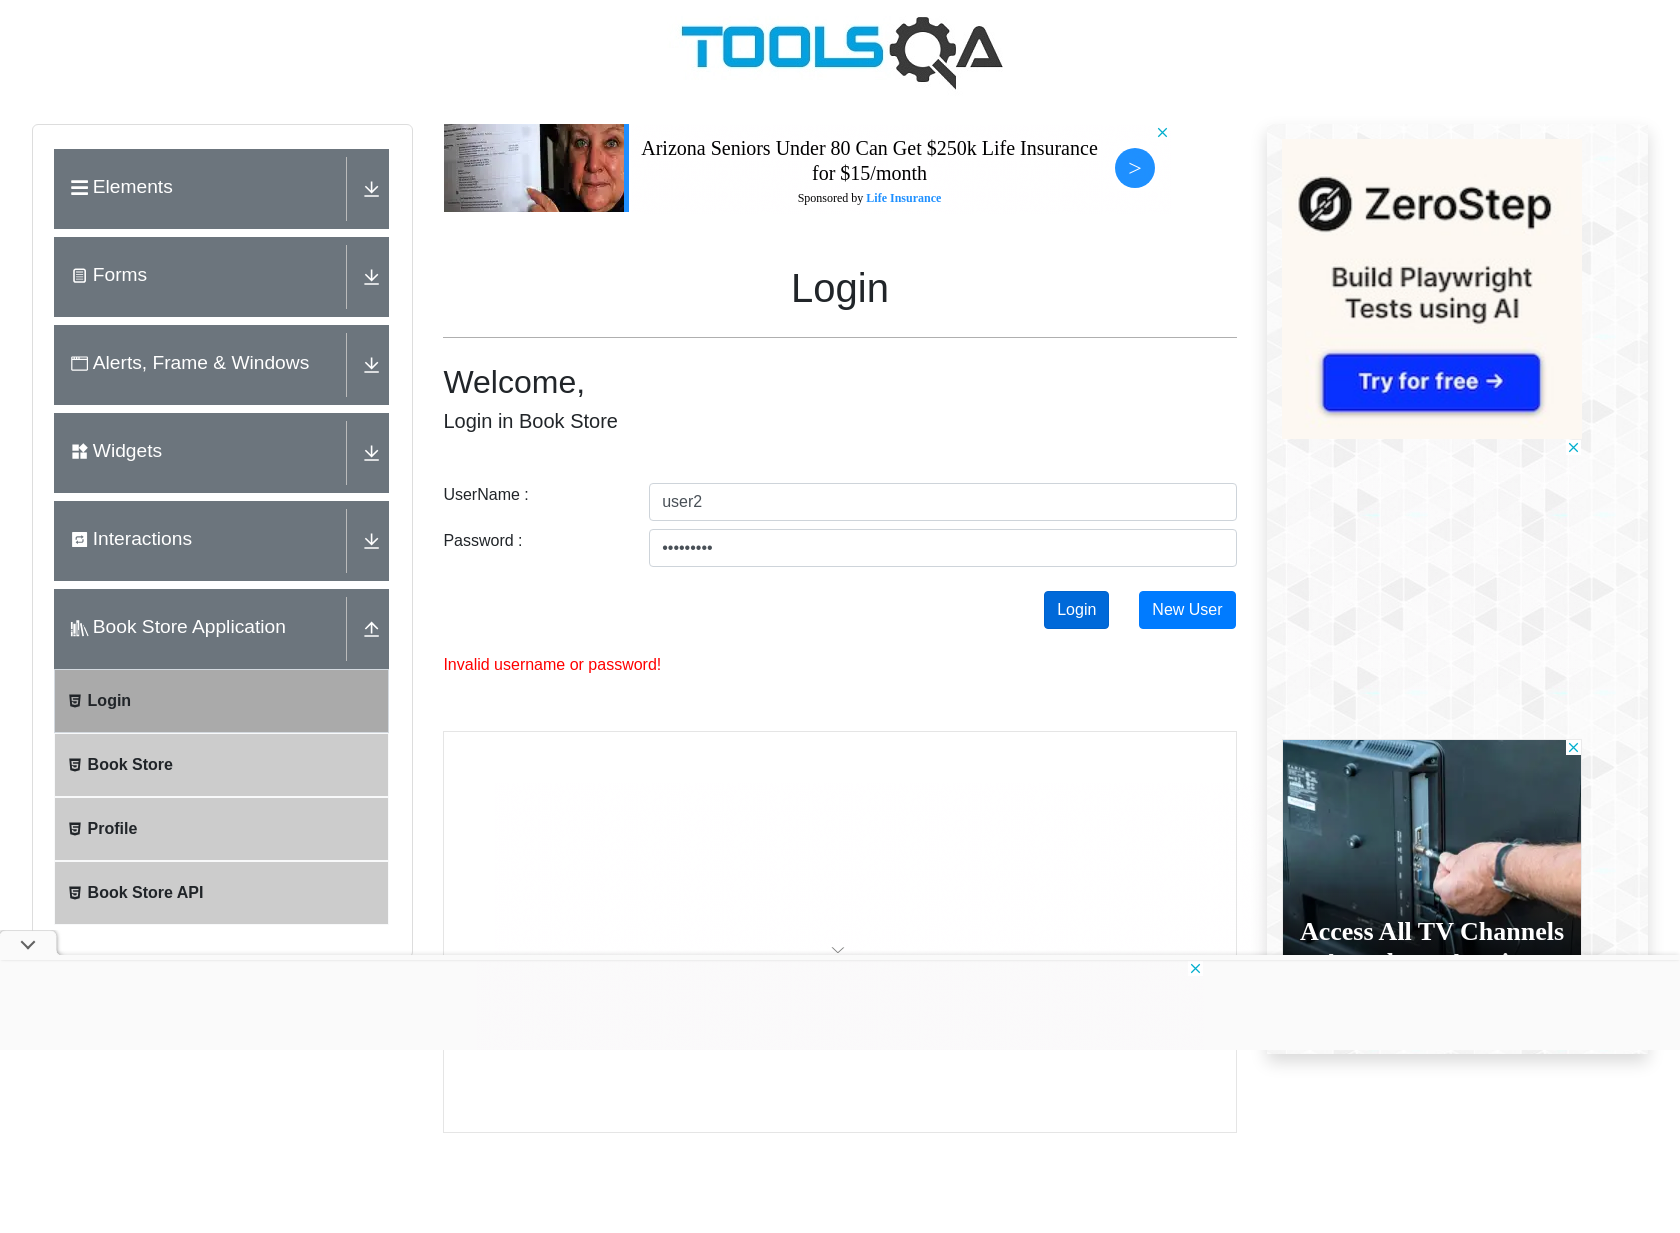 TOOLSQA
Elements
Forms
Alerts, Frame & Windows
Widgets
Interactions
Book Store Application
Login
Book Store
Profile
Book Store API
Arizona Seniors Under 80 Can Get $250k Life Insurance
for $15/month
Sponsored by Life Insurance
>
Login
Welcome,
Login in Book Store
UserName :
user2
Password :
•••••••••
Login
New User
Invalid username or password!
ZeroStep
Build Playwright
Tests using AI
Try for free →
Access All TV Channels